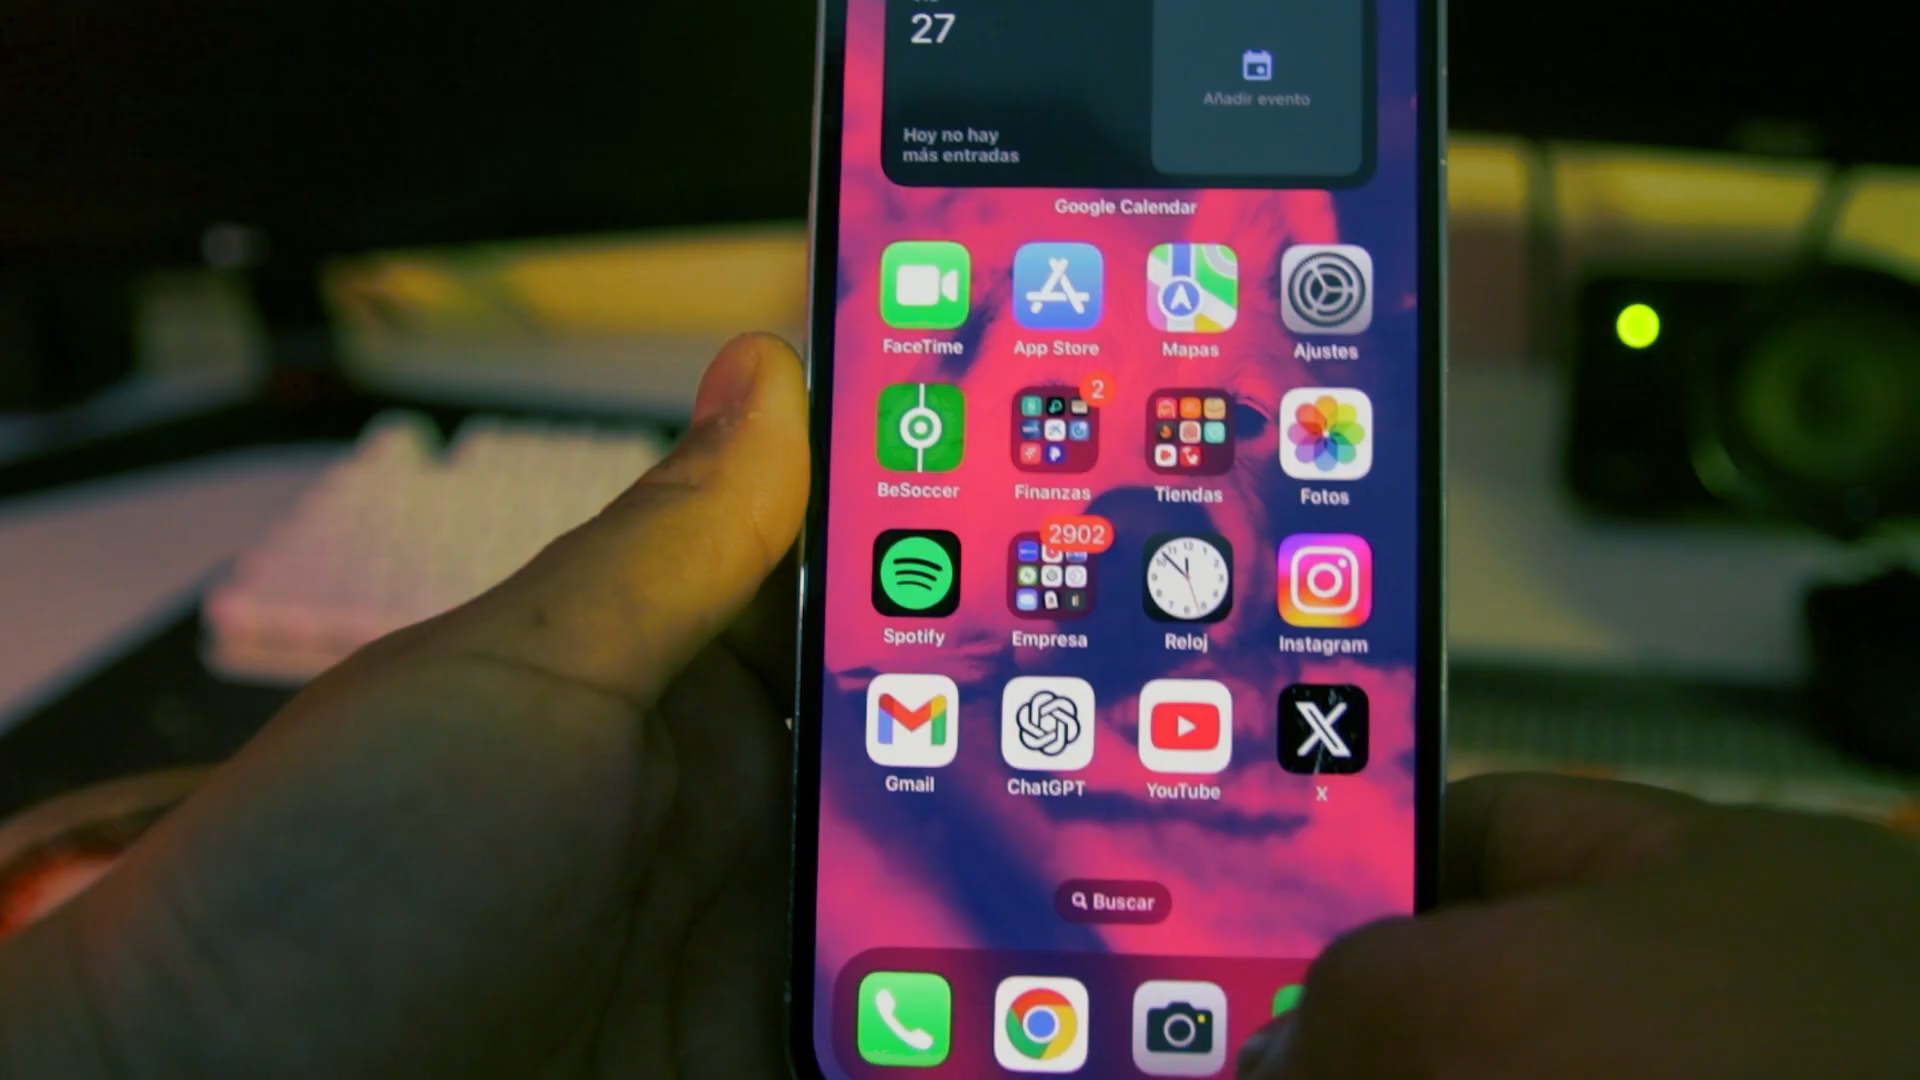 27
Añadir evento
Hoy no hay
más entradas
Google Calendar
FaceTime
App Store
Mapas
Ajustes
2
BeSoccer
Finanzas
Tiendas
Fotos
2902
Spotify
Empresa
Reloj
Instagram
Gmail
ChatGPT
YouTube
X
Buscar